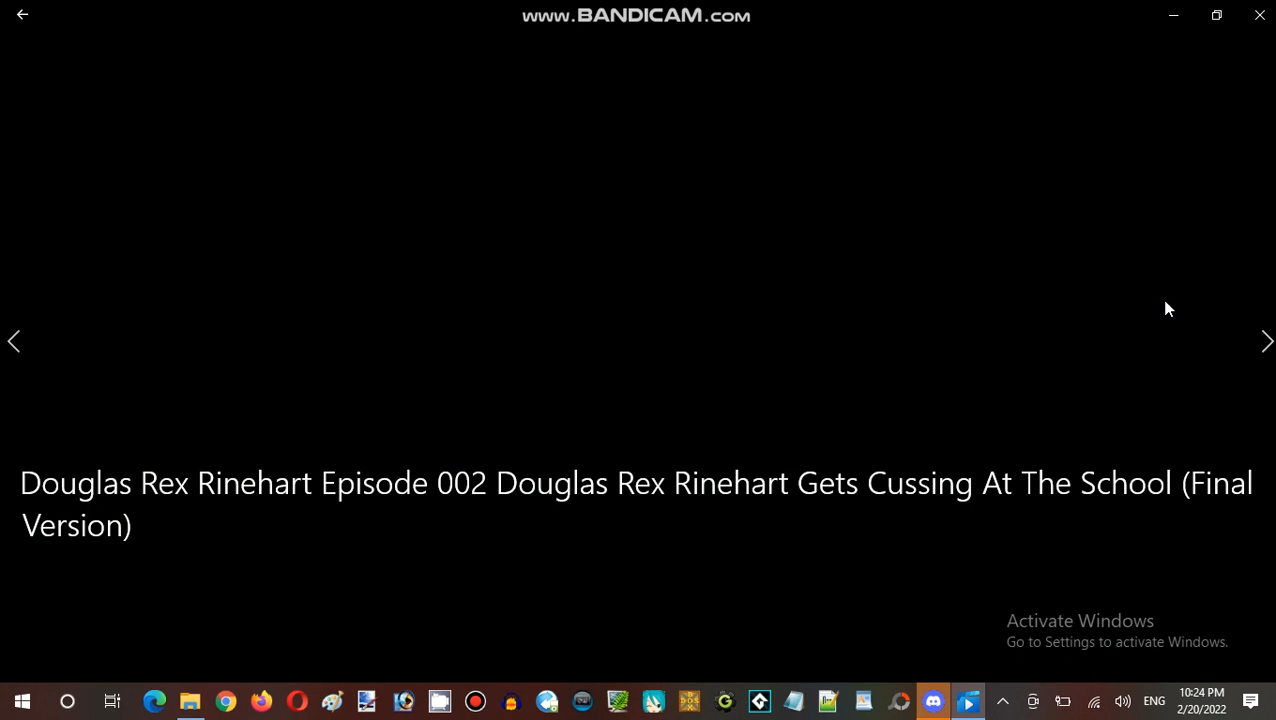 www.BANDICAM.com
Douglas Rex Rinehart Episode 002 Douglas Rex Rinehart Gets Cussing At The School (Final
Version)
Activate Windows
Go to Settings to activate Windows.
ENG
10:24 PM
2/20/2022